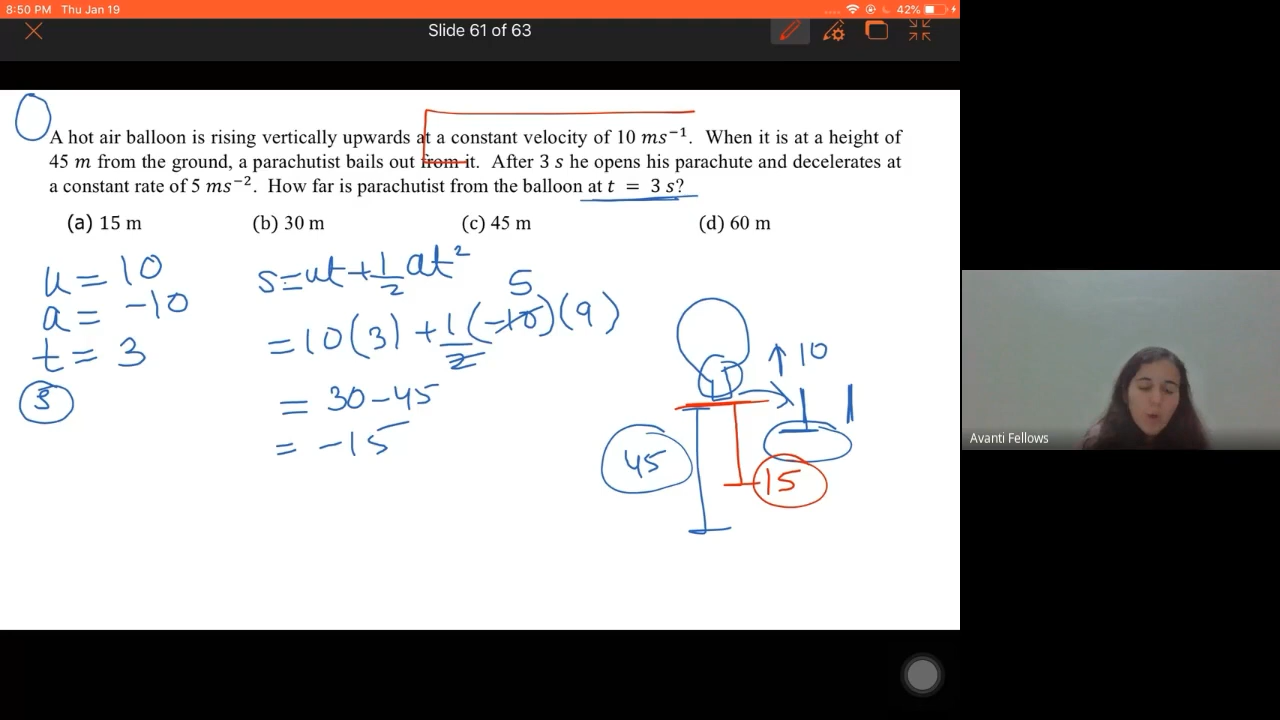 8:50 PM Thu Jan 19
42%
Slide 61 of 63
A hot air balloon is rising vertically upwards at a constant velocity of 10 ms⁻¹. When it is at a height of
45 m from the ground, a parachutist bails out from it. After 3 s he opens his parachute and decelerates at
a constant rate of 5 ms⁻². How far is parachutist from the balloon at t = 3 s?
(a) 15 m (b) 30 m (c) 45 m (d) 60 m
u = 10
a = -10
t = 3
s = ut + 1/2 at²
5
= 10(3) + 1/2 (-10)(9)
= 30 - 45
= -15
↑ 10
45
15
Avanti Fellows